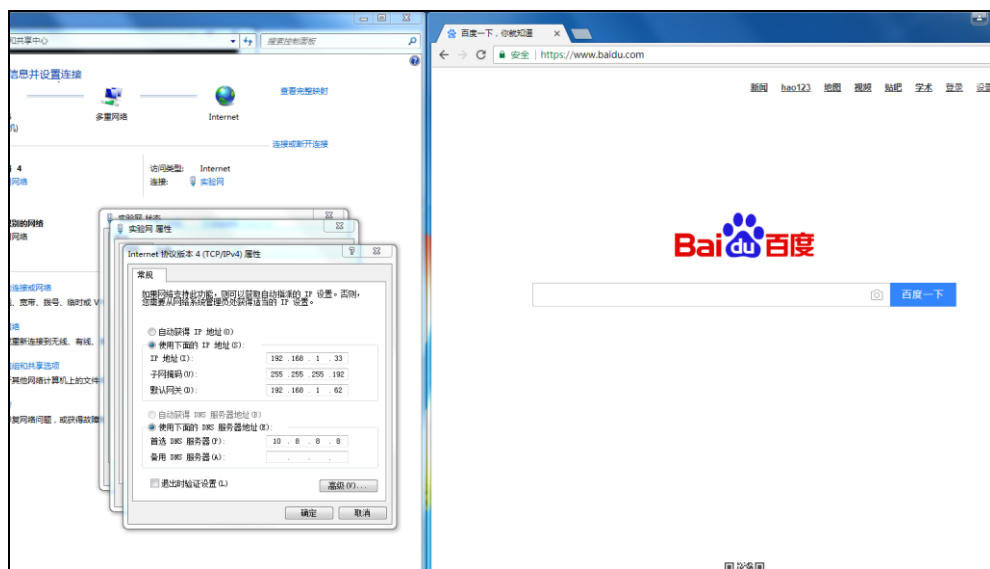 和共享中心
搜索控制面板
信息并设置连接
查看完整映射
多重网络
Internet
连接或断开连接
4
访问类型: Internet
网络
连接: 实验网
识别的网络
网络
连接或网络
宽带、拨号、临时或 V
络
重新连接到无线、有线、
组和共享选项
其他网络计算机上的文件
复网络问题，或获得故障
实验网 状态
实验网 属性
Internet 协议版本 4 (TCP/IPv4) 属性
常规
如果网络支持此功能，则可以获取自动指派的 IP 设置。否则，
您需要从网络系统管理员处获得适当的 IP 设置。
自动获得 IP 地址(O)
使用下面的 IP 地址(S):
IP 地址(I): 192 .168 . 1 . 33
子网掩码(U): 255 .255 .255 .192
默认网关(D): 192 .168 . 1 . 62
自动获得 DNS 服务器地址(B)
使用下面的 DNS 服务器地址(E):
首选 DNS 服务器(P): 10 . 8 . 8 . 8
备用 DNS 服务器(A): . . .
退出时验证设置(L)
高级(V)...
确定 取消
百度一下，你就知道
安全 | https://www.baidu.com
新闻 hao123 地图 视频 贴吧 学术 登录 设置
Bai du 百度
百度一下